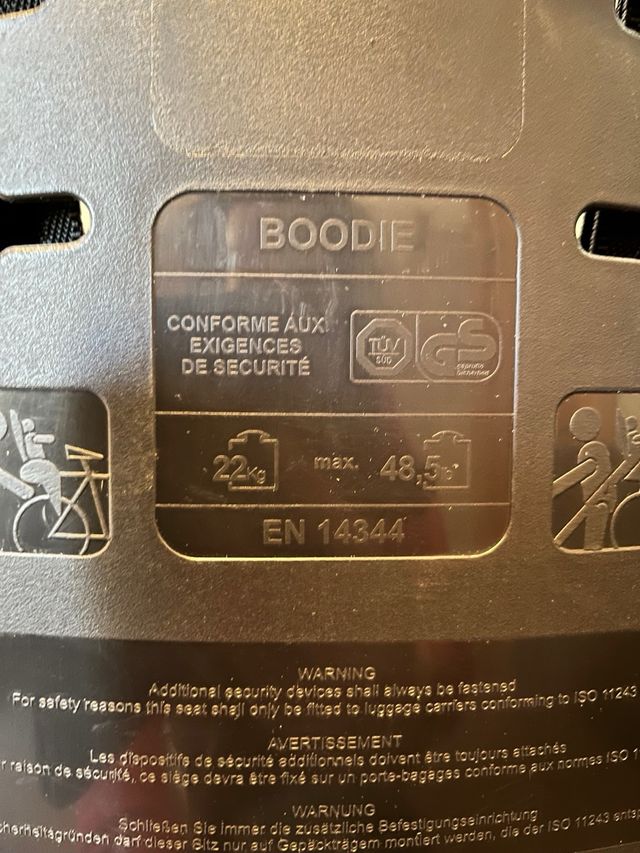 BOODIE
CONFORME AUX
EXIGENCES
DE SECURITÉ
TÜV
SÜD
GS
geprüfte
Sicherheit
22Kg max. 48,5lb
EN 14344
WARNING
Additional security devices shall always be fastened
For safety reasons this seat shall only be fitted to luggage carriers conforming to ISO 11243
AVERTISSEMENT
Les dispositifs de sécurité additionnels doivent être toujours attachés
raison de sécurité, ce siège devra être fixé sur un porte-bagages conforme aux normes ISO
WARNUNG
Schließen Sie immer die zusätzliche Befestigungseinrichtung
darf dieser Sitz nur auf Gepäckträgern montiert werden, die der ISO 11243